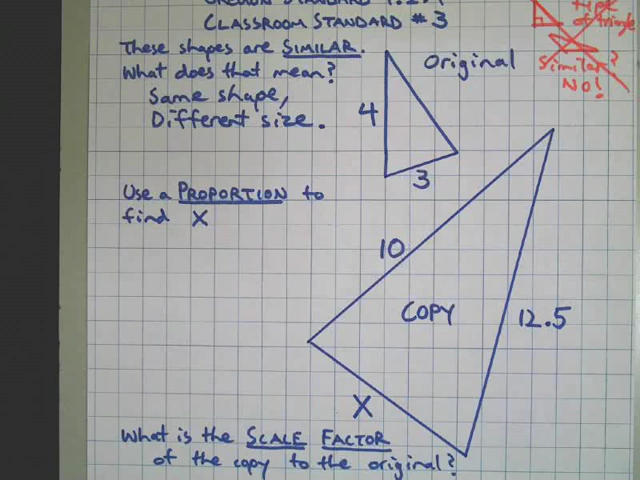 CLASSROOM STANDARD #3
These shapes are SIMILAR.
What does that mean?
Same shape,
Different size.
Original
4
3
of triangle
Similar?
NO!
Use a PROPORTION to
find X
10
COPY
12.5
X
What is the SCALE FACTOR
of the copy to the original?